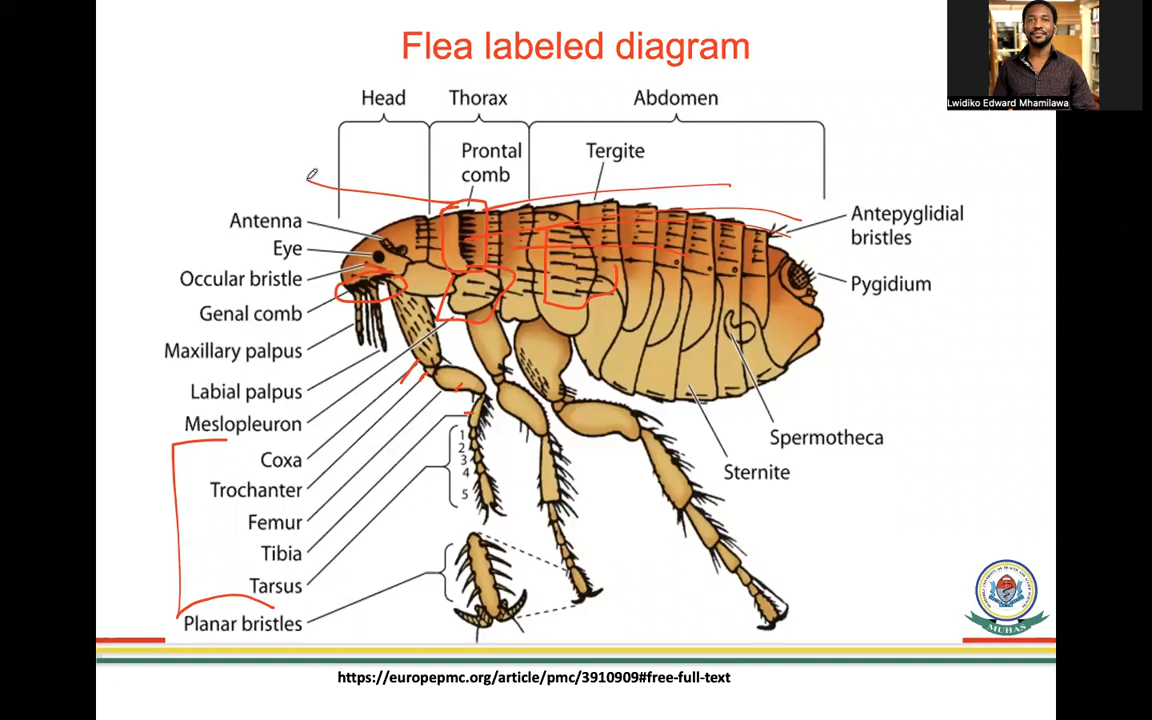 Flea labeled diagram
Lwidiko Edward Mhamilawa
Head
Thorax
Abdomen
Prontal
comb
Tergite
Antenna
Eye
Occular bristle
Genal comb
Maxillary palpus
Labial palpus
Meslopleuron
Coxa
Trochanter
Femur
Tibia
Tarsus
Planar bristles
1
2
3
4
5
Antepyglidial
bristles
Pygidium
Spermotheca
Sternite
MUHAS
https://europepmc.org/article/pmc/3910909#free-full-text